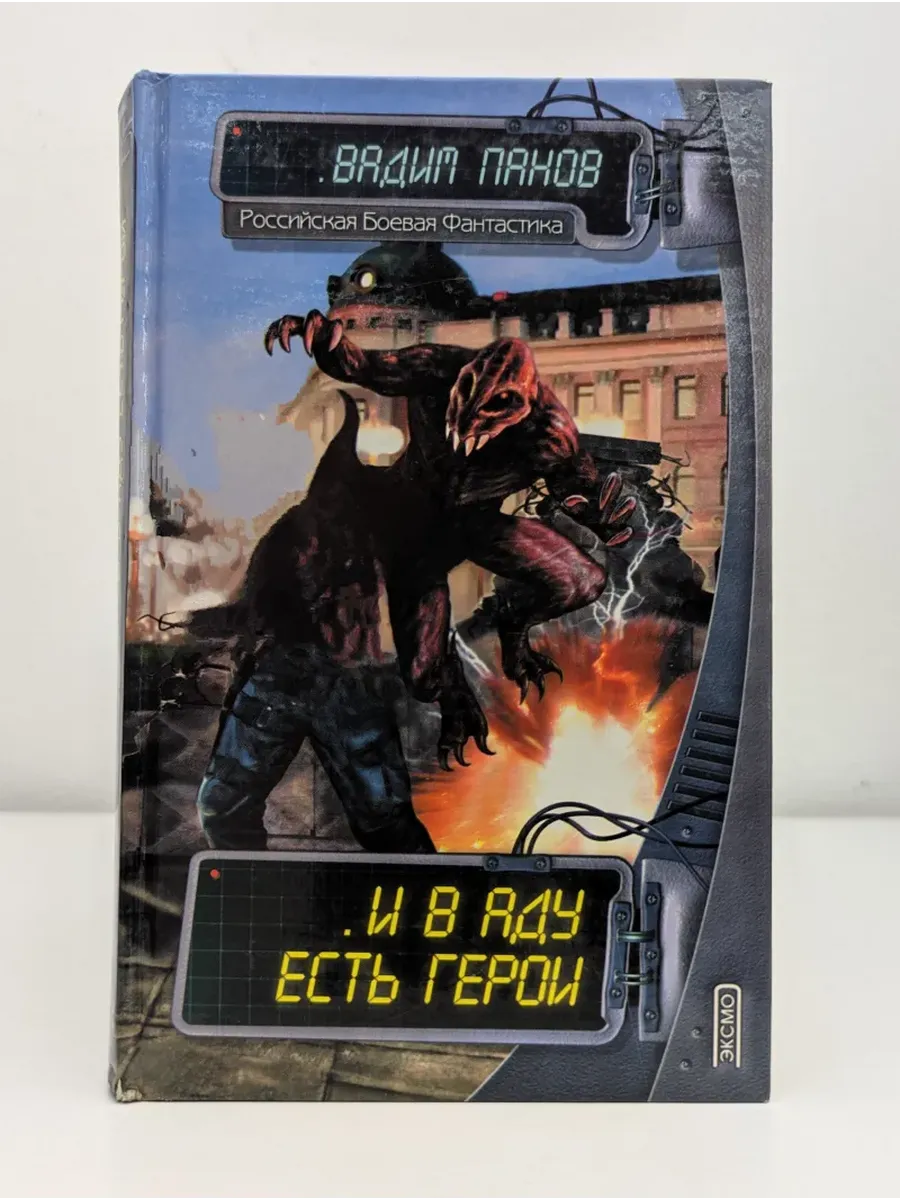 .ВАДИМ ПАНОВ
Российская Боевая Фантастика
.И В АДУ
ЕСТЬ ГЕРОИ
ЭКСМО